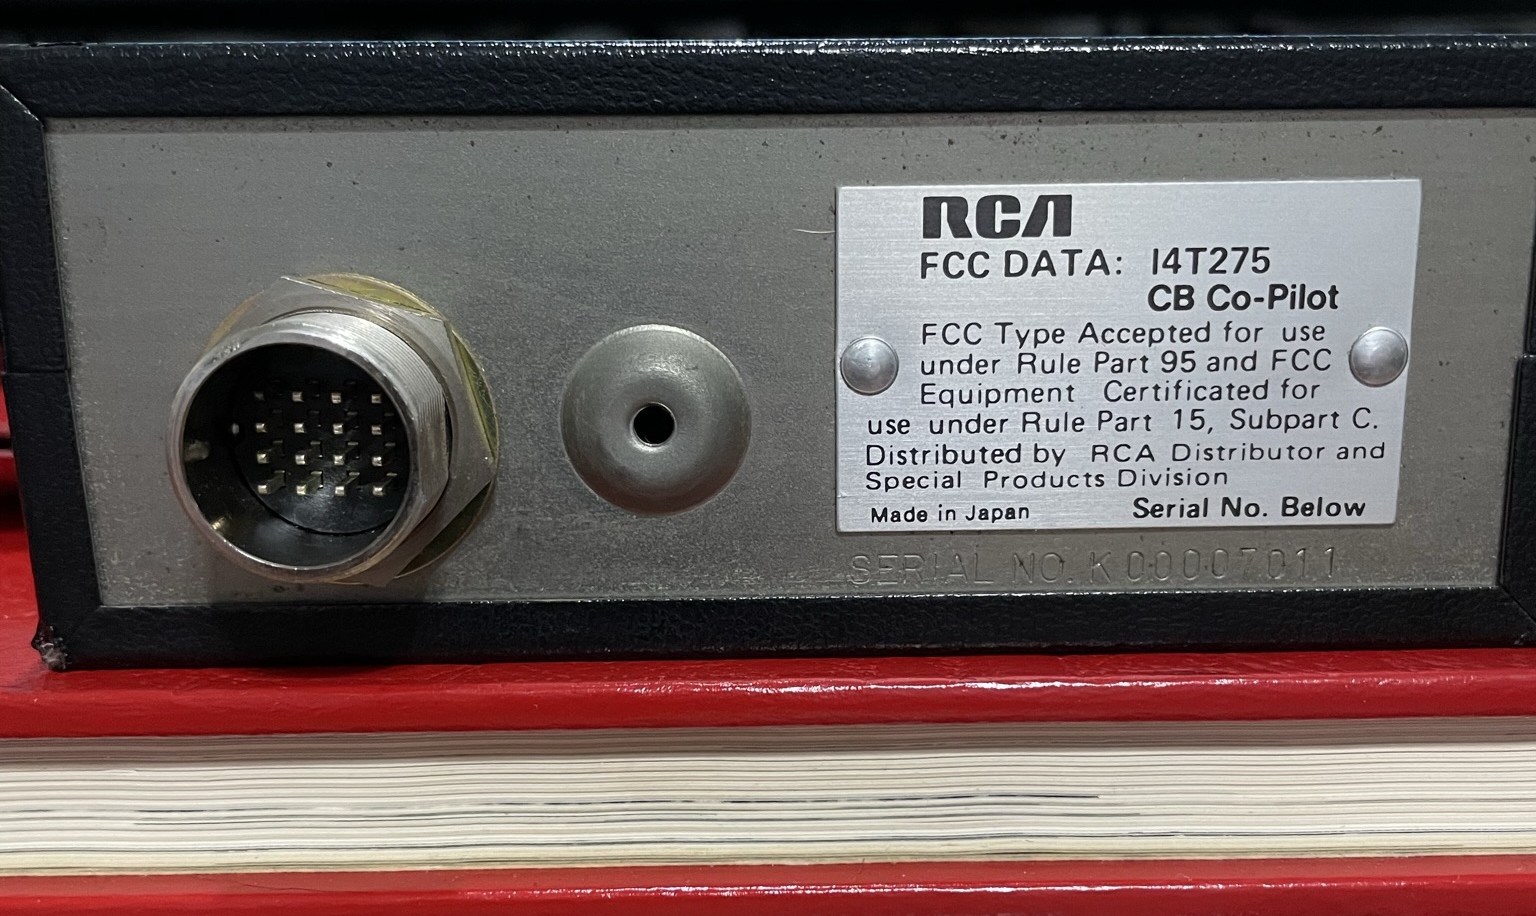 RCA
FCC DATA: I4T275
CB Co-Pilot
FCC Type Accepted for use
under Rule Part 95 and FCC
Equipment Certificated for
use under Rule Part 15, Subpart C.
Distributed by RCA Distributor and
Special Products Division
Made in Japan Serial No. Below
SERIAL NO. K00007011